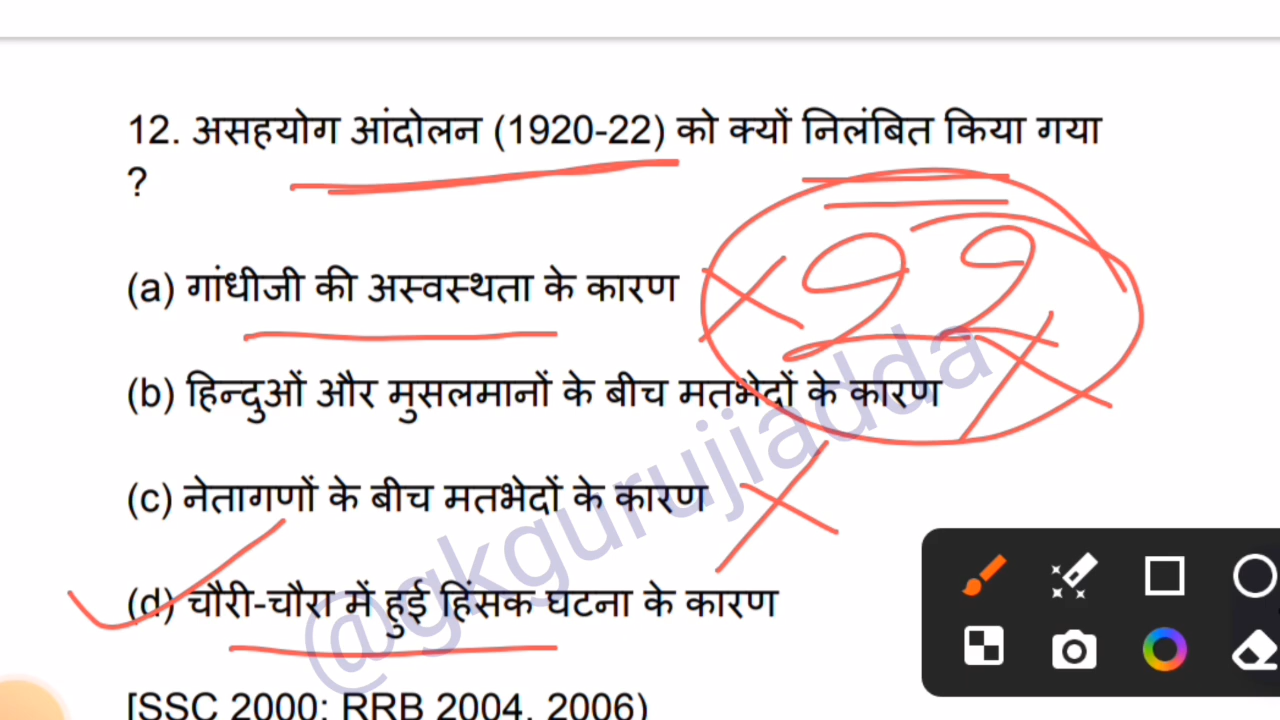 12. असहयोग आंदोलन (1920-22) को क्यों निलंबित किया गया
?
(a) गांधीजी की अस्वस्थता के कारण
22
(b) हिन्दुओं और मुसलमानों के बीच मतभेदों के कारण
(c) नेतागणों के बीच मतभेदों के कारण
(d) चौरी-चौरा में हुई हिंसक घटना के कारण
@gkgurujiadda
[SSC 2000; RRB 2004, 2006)